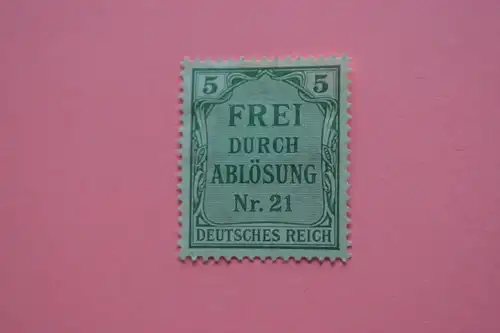 5 5
FREI
DURCH
ABLÖSUNG
Nr. 21
DEUTSCHES REICH